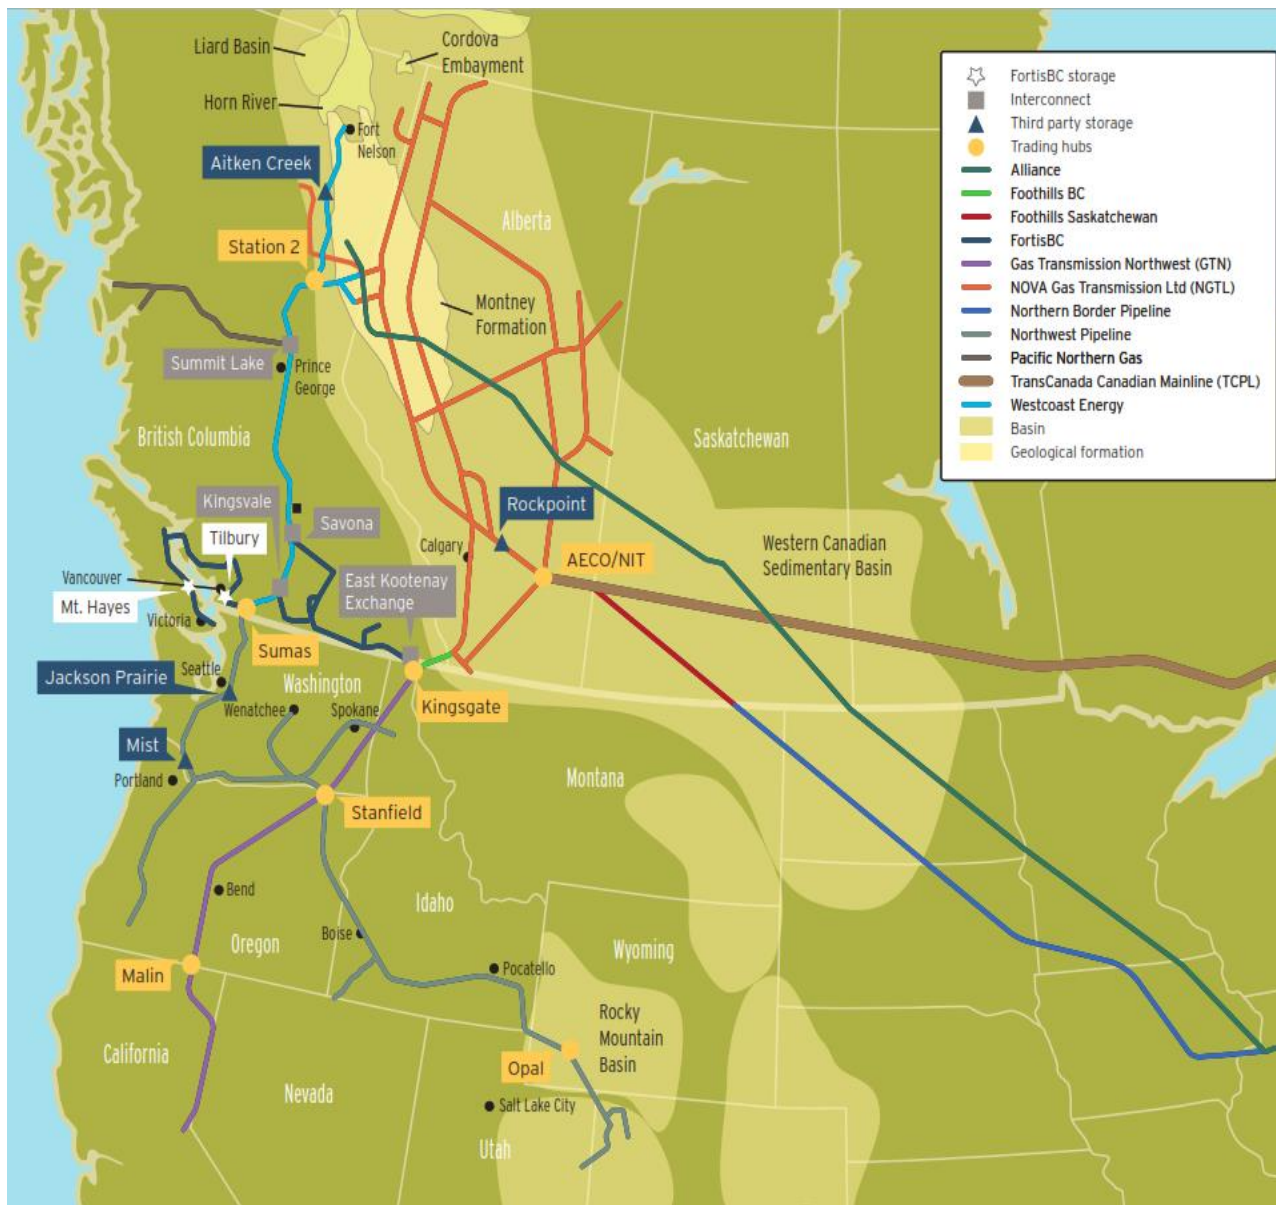 Liard Basin
Cordova
Embayment
Horn River
Fort
Nelson
Aitken Creek
Station 2
Alberta
Montney
Formation
Summit Lake
Prince
George
British Columbia
Saskatchewan
Kingsvale
Savona
Tilbury
Rockpoint
Calgary
AECO/NIT
Western Canadian
Sedimentary Basin
Vancouver
Mt. Hayes
East Kootenay
Exchange
Victoria
Sumas
Seattle
Jackson Prairie
Washington
Kingsgate
Wenatchee
Spokane
Mist
Portland
Montana
Stanfield
Bend
Idaho
Boise
Oregon
Wyoming
Malin
Pocatello
Rocky
Mountain
Basin
California
Opal
Nevada
Salt Lake City
Utah
FortisBC storage
Interconnect
Third party storage
Trading hubs
Alliance
Foothills BC
Foothills Saskatchewan
FortisBC
Gas Transmission Northwest (GTN)
NOVA Gas Transmission Ltd (NGTL)
Northern Border Pipeline
Northwest Pipeline
Pacific Northern Gas
TransCanada Canadian Mainline (TCPL)
Westcoast Energy
Basin
Geological formation